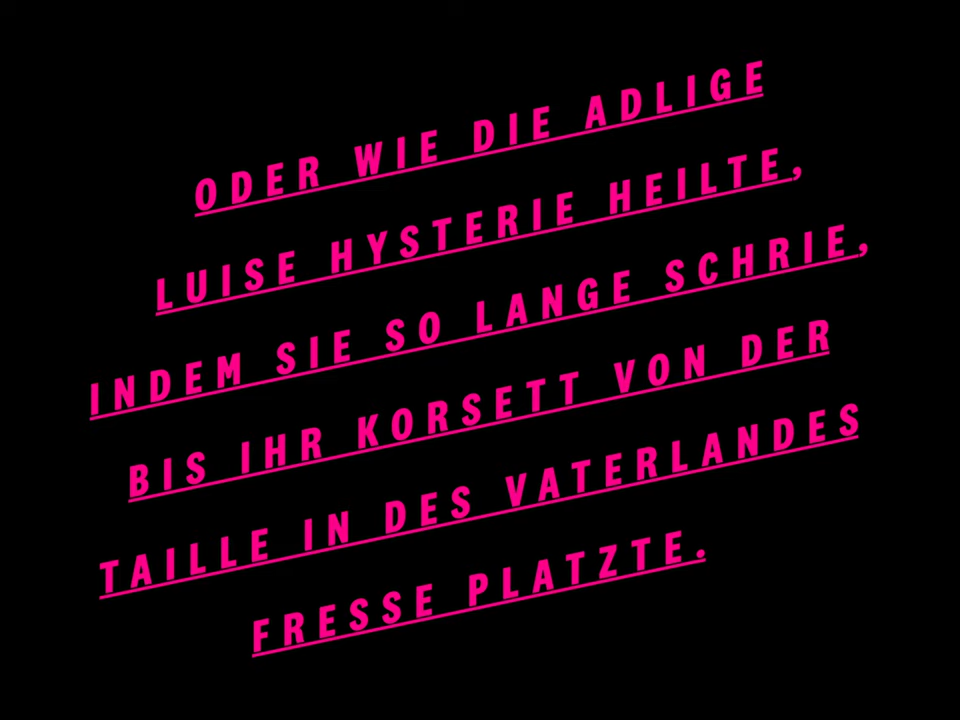 ODER WIE DIE ADLIGE
LUISE HYSTERIE HEILTE,
INDEM SIE SO LANGE SCHRIE,
BIS IHR KORSETT VON DER
TAILLE IN DES VATERLANDES
FRESSE PLATZTE.